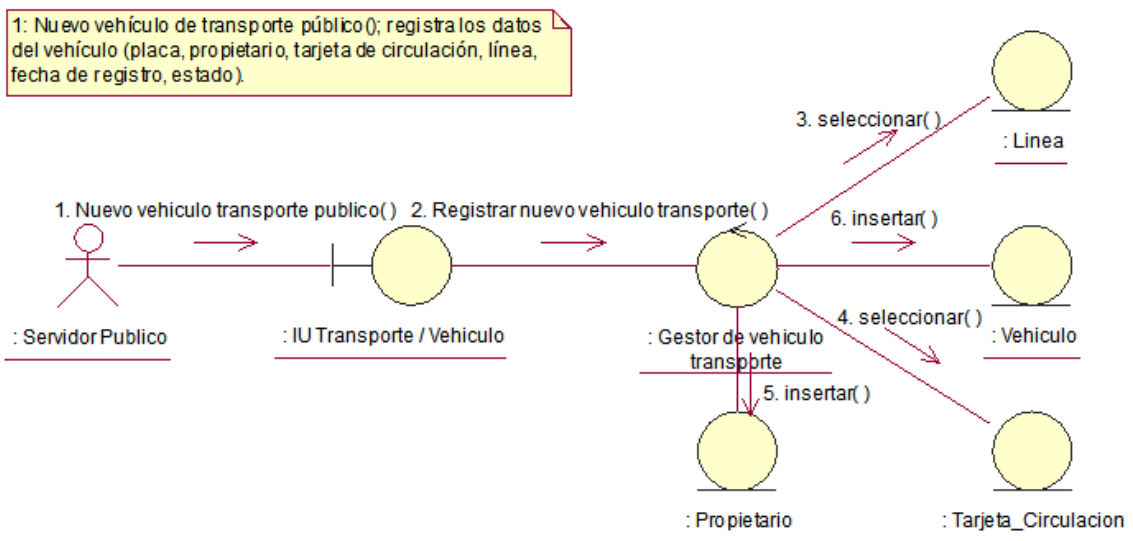 1: Nuevo vehículo de transporte público(); registra los datos
del vehículo (placa, propietario, tarjeta de circulación, línea,
fecha de registro, estado).
3. seleccionar( )
: Linea
1. Nuevo vehiculo transporte publico( )
2. Registrar nuevo vehiculo transporte( )
6. insertar( )
: Servidor Publico
: IU Transporte / Vehiculo
: Gestor de vehiculo
transporte
4. seleccionar( )
: Vehiculo
5. insertar( )
: Propietario
: Tarjeta_Circulacion